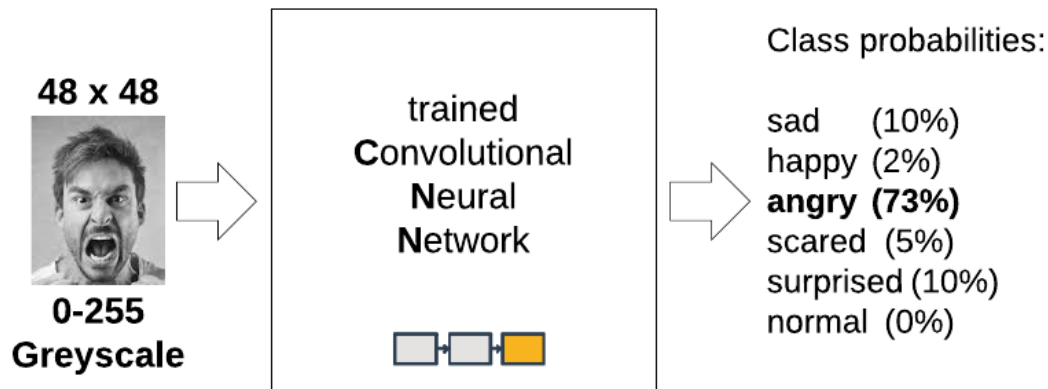 48 x 48
0-255
Greyscale
trained
Convolutional
Neural
Network
Class probabilities:
sad (10%)
happy (2%)
angry (73%)
scared (5%)
surprised (10%)
normal (0%)